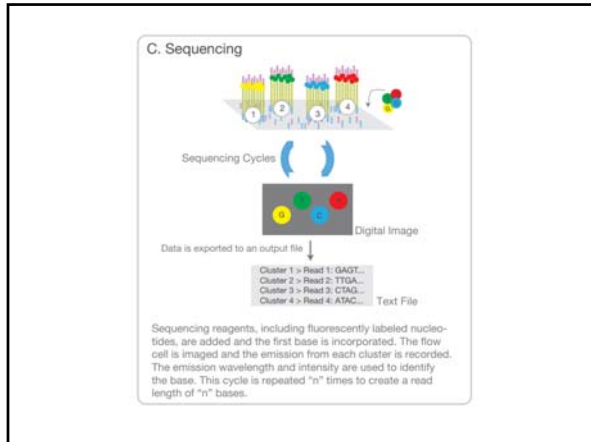 C. Sequencing
1
2
3
4
G
Sequencing Cycles
G
C
Digital Image
Data is exported to an output file
Cluster 1 > Read 1: GAGT...
Cluster 2 > Read 2: TTGA...
Cluster 3 > Read 3: CTAG...
Cluster 4 > Read 4: ATAC...
Text File
Sequencing reagents, including fluorescently labeled nucleo-
tides, are added and the first base is incorporated. The flow
cell is imaged and the emission from each cluster is recorded.
The emission wavelength and intensity are used to identify
the base. This cycle is repeated “n” times to create a read
length of “n” bases.